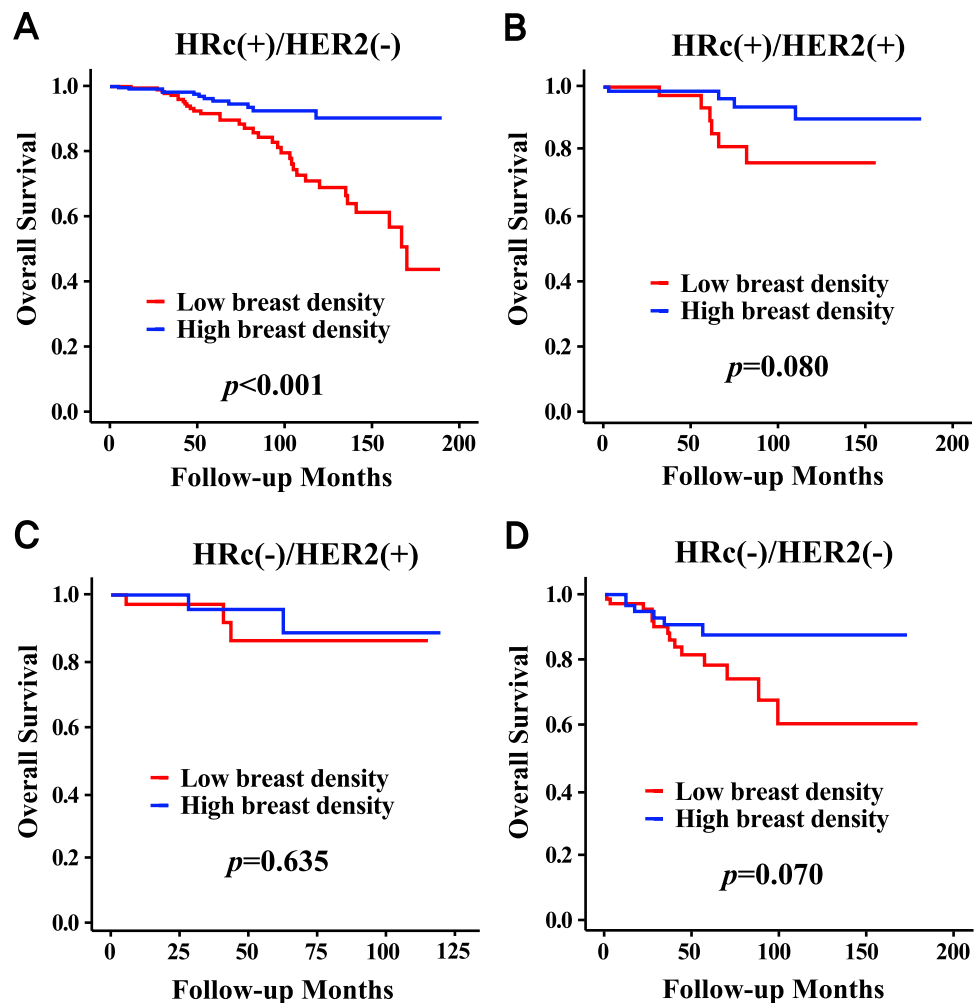 A
HRc(+)/HER2(-)
Overall Survival
1.0
0.8
0.6
0.4
0.2
0.0
Low breast density
High breast density
p<0.001
0 50 100 150 200
Follow-up Months
B
HRc(+)/HER2(+)
Overall Survival
1.0
0.8
0.6
0.4
0.2
0.0
Low breast density
High breast density
p=0.080
0 50 100 150 200
Follow-up Months
C
HRc(-)/HER2(+)
Overall Survival
1.0
0.8
0.6
0.4
0.2
0.0
Low breast density
High breast density
p=0.635
0 25 50 75 100 125
Follow-up Months
D
HRc(-)/HER2(-)
Overall Survival
1.0
0.8
0.6
0.4
0.2
0.0
Low breast density
High breast density
p=0.070
0 50 100 150 200
Follow-up Months